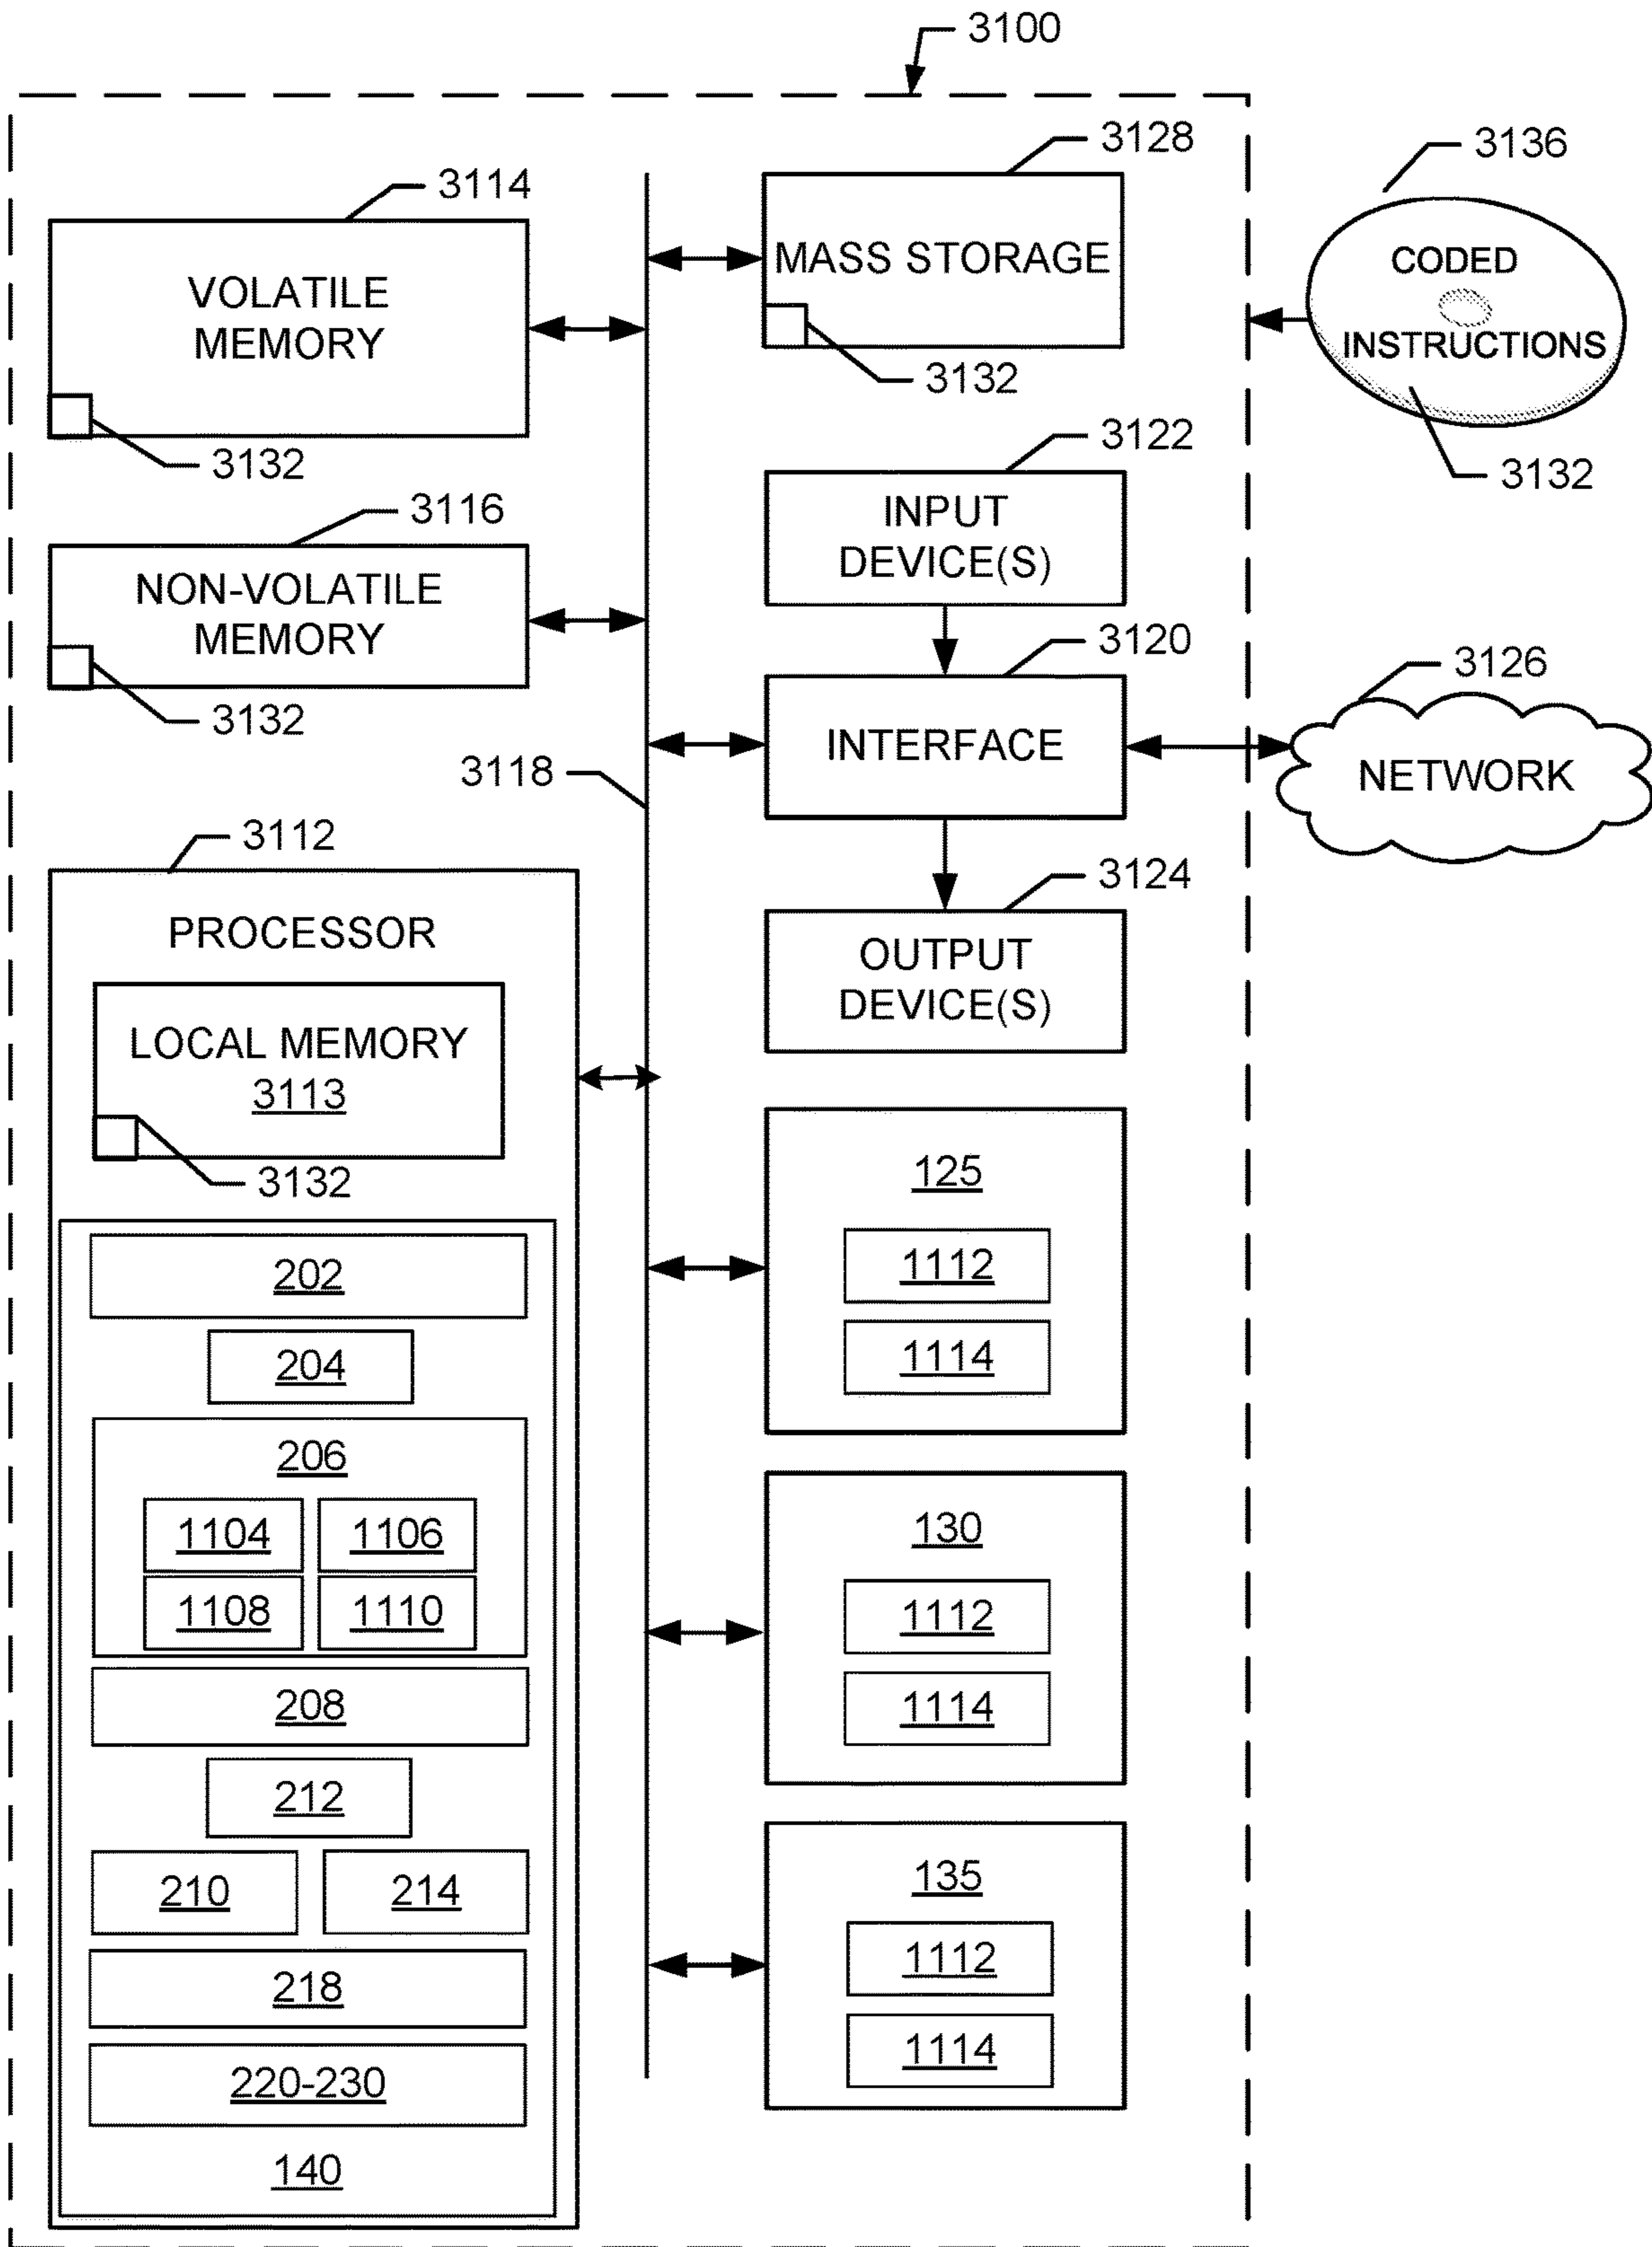 3100
3128
3136
3114
MASS STORAGE
CODED
INSTRUCTIONS
VOLATILE
MEMORY
3132
3132
3132
3122
INPUT
DEVICE(S)
3116
NON-VOLATILE
MEMORY
3132
3120
3126
INTERFACE
NETWORK
3118
3112
3124
PROCESSOR
OUTPUT
DEVICE(S)
LOCAL MEMORY
3113
3132
125
1112
1114
202
204
206
1104 1106
1108 1110
130
1112
1114
208
212
210 214
135
1112
1114
218
220-230
140